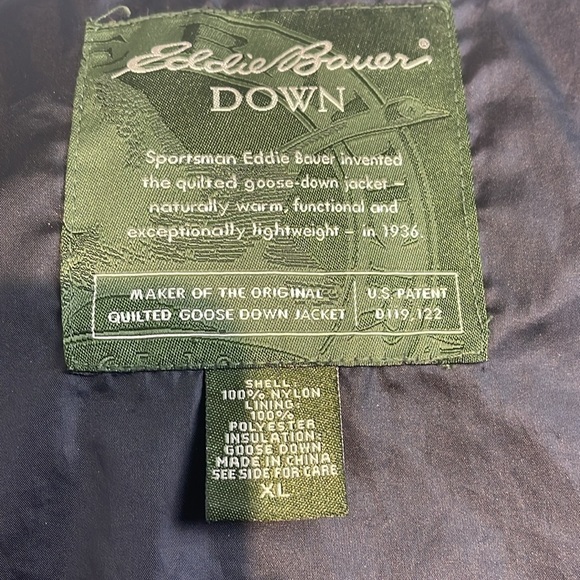 Eddie Bauer®
DOWN
Sportsman Eddie Bauer invented
the quilted goose-down jacket –
naturally warm, functional and
exceptionally lightweight – in 1936.
MAKER OF THE ORIGINAL
QUILTED GOOSE DOWN JACKET
U.S. PATENT
D119,122
SHELL:
100% NYLON
LINING:
100%
POLYESTER
INSULATION:
GOOSE DOWN
MADE IN CHINA
SEE SIDE FOR CARE
XL